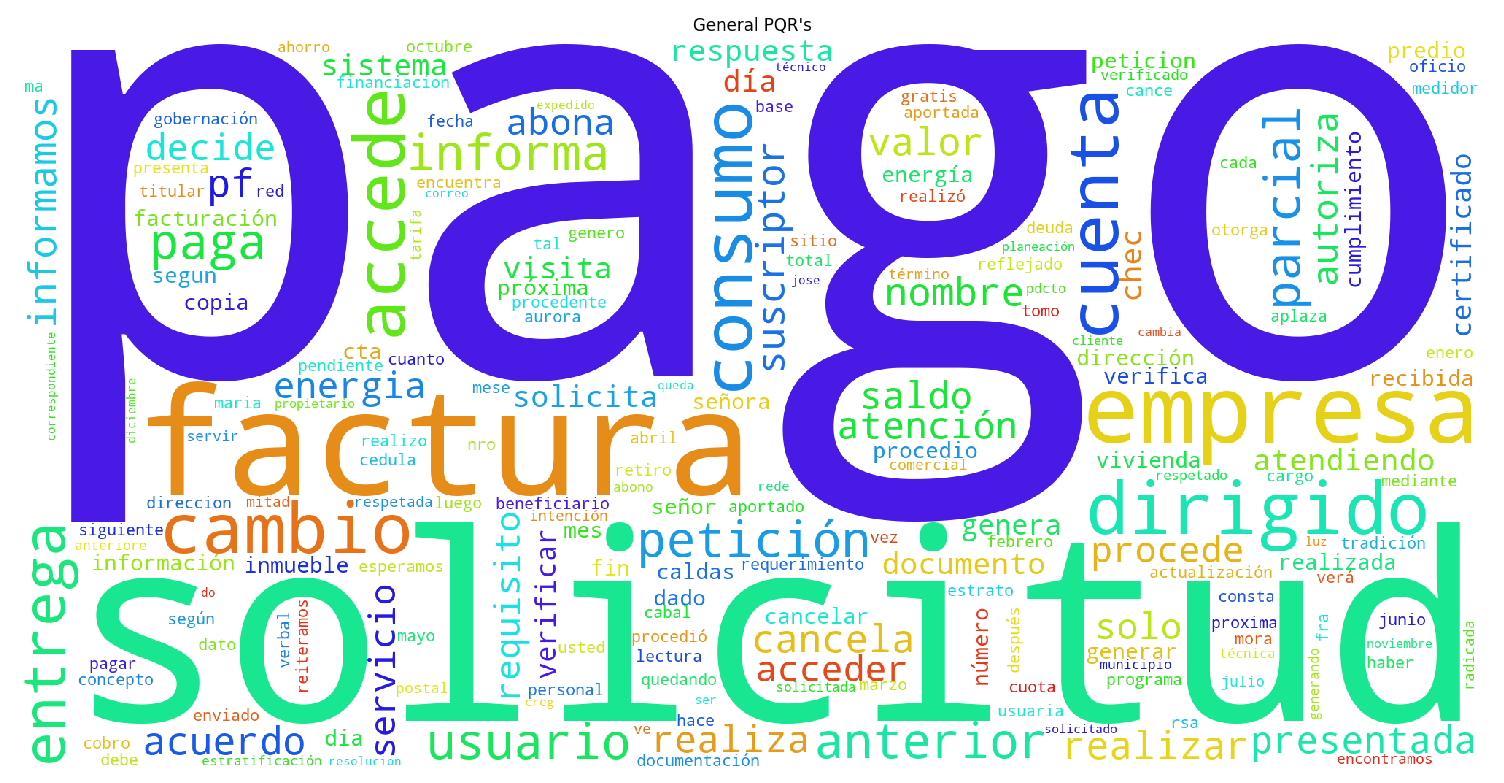 General PQR's
pago
solicitud
factura
empresa
dirigido
cambio
cuenta
consumo
accede
entrega
usuario
anterior
realiza
realizar
presentada
acuerdo
servicio
petición
cancela
acceder
requisito
verificar
informamos
sistema
ahorro
octubre
financiacion
respuesta
técnico
día
base
peticion
verificado
cance
predio
oficio
medidor
ma
gobernación
decide
presenta
titular
pf
red
facturación
paga
segun
copia
fecha
expedido
abona
informa
encuentra
correo
tarifa
tal
genero
visita
próxima
procedente
aurora
suscriptor
sitio
total
jose
gratis
aportada
valor
energía
realizó
término
nombre
deuda
planeación
reflejado
pdcto
tomo
chec
cambia
cliente
dirección
verifica
parcial
autoriza
cumplimiento
cada
otorga
aplaza
certificado
enero
recibida
correspondiente
diciembre
cta
cuanto
pendiente
energia
mese
solicita
queda
señora
maria
propietario
servir
realizo
cedula
nro
abril
retiro
abono
rede
saldo
atención
procedio
comercial
vivienda
atendiendo
respetado
cargo
mediante
direccion
mitad
respetada
luego
beneficiario
señor
aportado
intención
mes
siguiente
anteriore
información
inmueble
esperamos
fin
caldas
requerimiento
vez
genera
febrero
documento
procede
luz
tradición
realizada
actualización
verá
estrato
consta
do
según
dato
verbal
reiteramos
mayo
pagar
concepto
usted
postal
personal
creg
dado
cabal
procedió
lectura
quedando
ser
cancelar
solicitada
marzo
número
después
cuota
solo
generar
municipio
programa
proxima
mora
técnica
julio
generando
fra
junio
noviembre
haber
radicada
enviado
cobro
debe
dia
estratificación
resolucion
hace
ve
documentación
usuaria
solicitado
rsa
encontramos